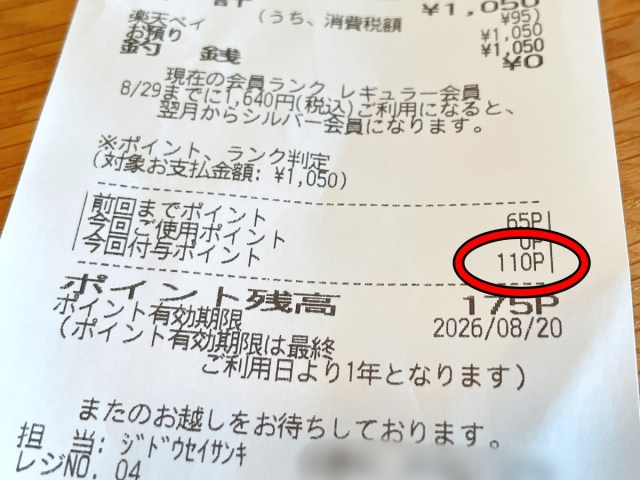 計 ¥1,050
(うち、消費税額 ¥95)
楽天ペイ ¥1,050
お預り ¥1,050
釣 銭 ¥0
現在の会員ランク レギュラー会員
8/29までに1,640円(税込)ご利用になると、
翌月からシルバー会員になります。
※ポイント、ランク判定
(対象お支払金額: ¥1,050)
前回までポイント 65P
今回ご使用ポイント 0P
今回付与ポイント 110P
ポイント残高 175P
ポイント有効期限 2026/08/20
(ポイント有効期限は最終
ご利用日より1年となります)
またのお越しをお待ちしております。
担 当: ジドウセイサンキ
レジNO. 04